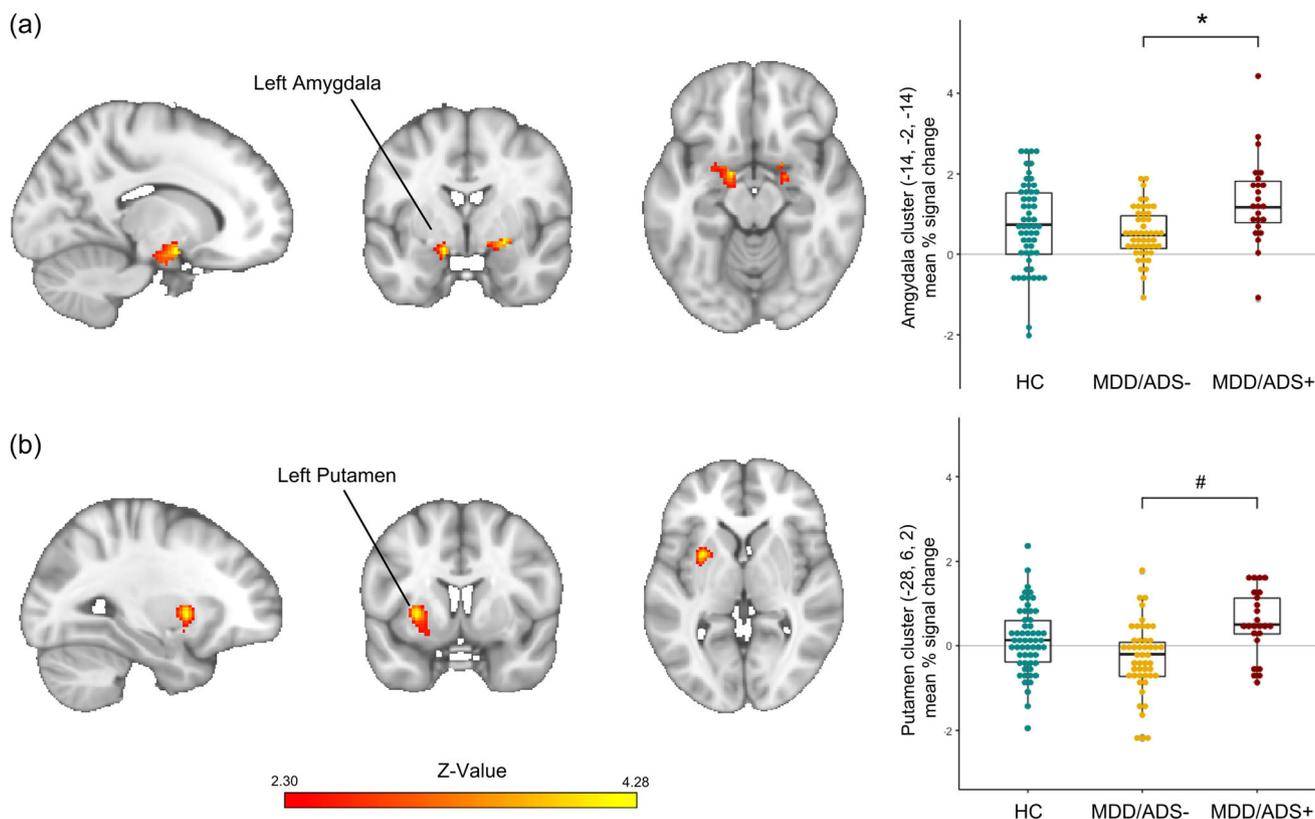 (a)
Left Amygdala
*
Amgydala cluster (-14, -2, -14)
mean % signal change
4
2
0
-2
HC MDD/ADS- MDD/ADS+
(b)
Left Putamen
#
Putamen cluster (-28, 6, 2)
mean % signal change
4
2
0
-2
HC MDD/ADS- MDD/ADS+
Z-Value
2.30 4.28